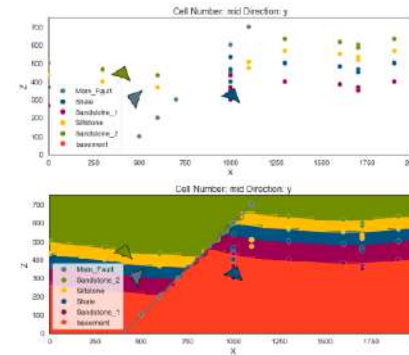 Cell Number: mid Direction: y
700
600
500
400
300
200
100
0
Z
Main_Fault
Shale
Sandstone_1
Siltstone
Sandstone_2
basement
0
250
500
750
1000
1250
1500
1750
X
Cell Number: mid Direction: y
700
600
500
400
300
200
100
0
Z
Main_Fault
Sandstone_2
Siltstone
Shale
Sandstone_1
basement
0
250
500
750
1000
1250
1500
1750
X